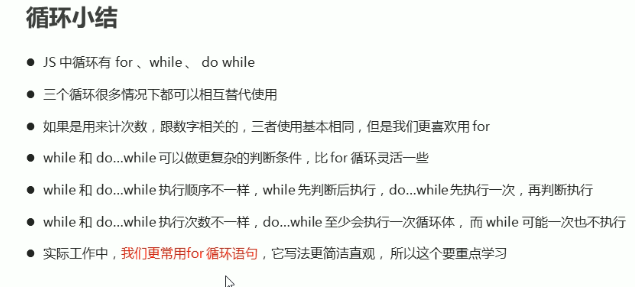 循环小结
● JS 中循环有 for 、while 、 do while
● 三个循环很多情况下都可以相互替代使用
● 如果是用来计次数，跟数字相关的，三者使用基本相同，但是我们更喜欢用 for
● while 和 do...while 可以做更复杂的判断条件，比 for 循环灵活一些
● while 和 do...while 执行顺序不一样，while 先判断后执行，do...while 先执行一次，再判断执行
● while 和 do...while 执行次数不一样，do...while 至少会执行一次循环体， 而 while 可能一次也不执行
● 实际工作中，我们更常用for 循环语句，它写法更简洁直观， 所以这个要重点学习